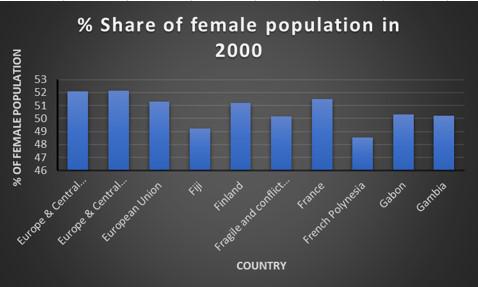 % Share of female population in
2000
% OF FEMALE POPULATION
53
52
51
50
49
48
47
46
Europe & Central...
Europe & Central...
European Union
Fiji
Finland
Fragile and conflict...
France
French Polynesia
Gabon
Gambia
COUNTRY